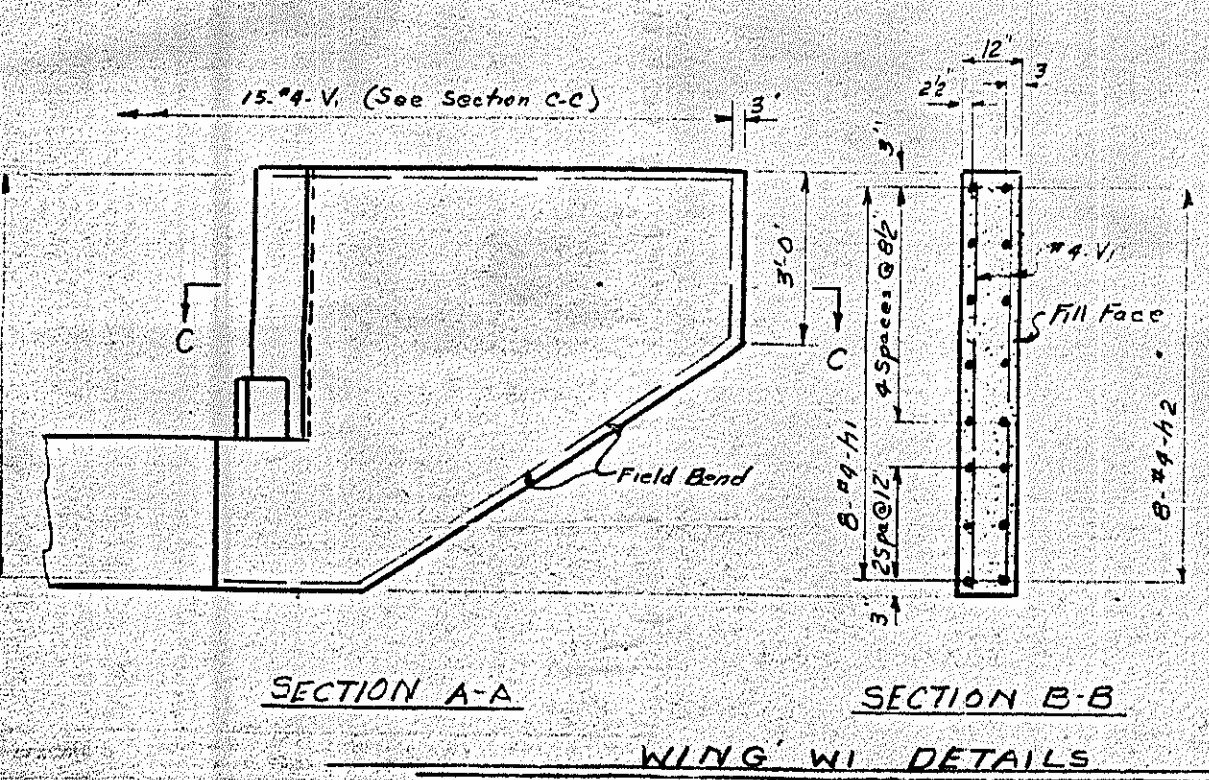 15-#4-V1 (See Section C-C)
3"
C
C
3'-0"
Field Bend
SECTION A-A
12"
2½"
3
3"
4 Spaces @ 8½"
8-#4-h1
2 Spa @ 12"
3"
#4-V1
Fill Face
8-#4-h2
SECTION B-B
WING W1 DETAILS